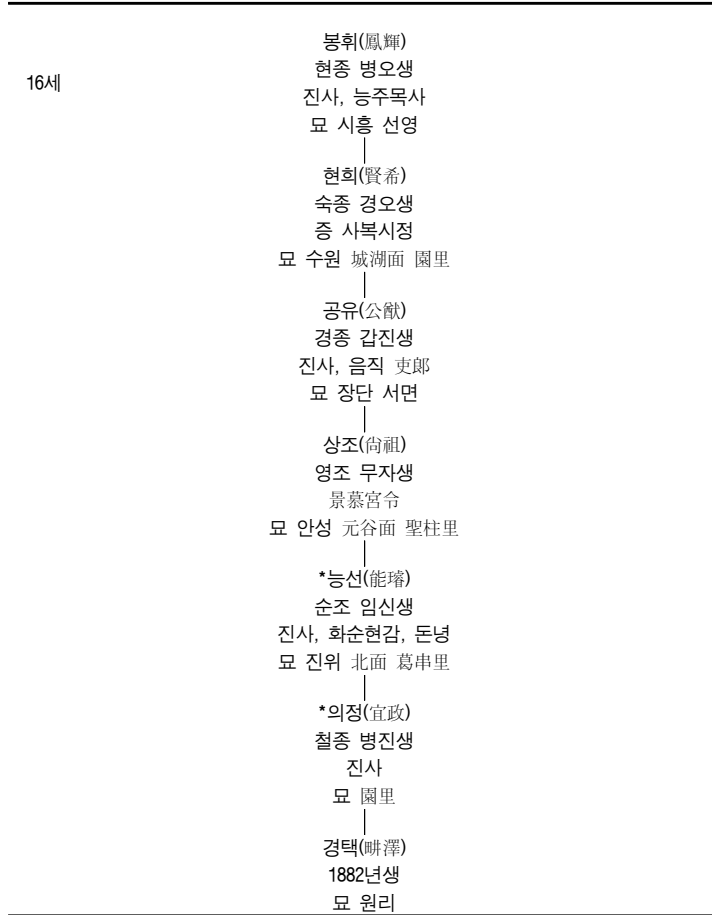 16세
봉휘(鳳輝)
현종 병오생
진사, 능주목사
묘 시흥 선영
현희(賢希)
숙종 경오생
증 사복시정
묘 수원 城湖面 園里
공유(公猷)
경종 갑진생
진사, 음직 吏郞
묘 장단 서면
상조(尙祖)
영조 무자생
景慕宮令
묘 안성 元谷面 聖柱里
*능선(能璿)
순조 임신생
진사, 화순현감, 돈녕
묘 진위 北面 葛串里
*의정(宜政)
철종 병진생
진사
묘 園里
경택(畊澤)
1882년생
묘 원리